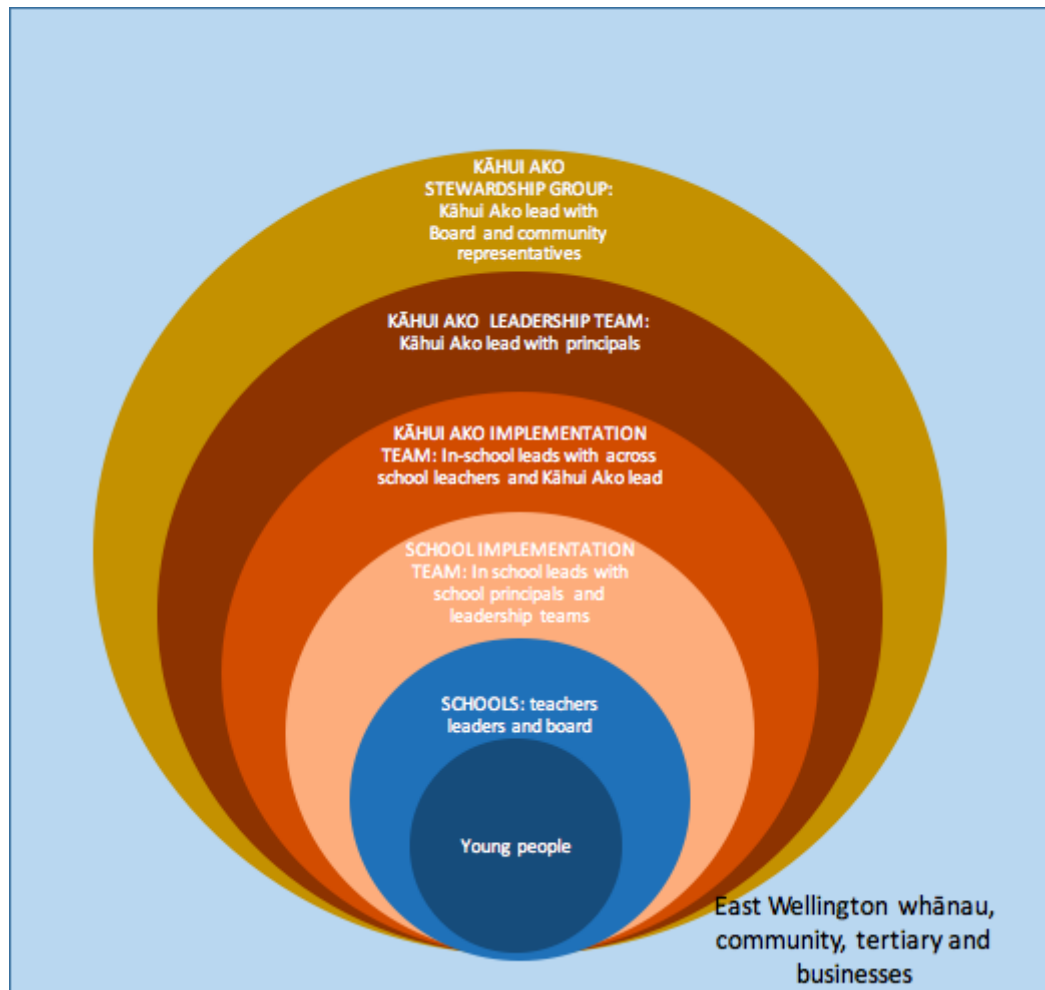 KĀHUI AKO
STEWARDSHIP GROUP:
Kāhui Ako lead with
Board and community
representatives
KĀHUI AKO LEADERSHIP TEAM:
Kāhui Ako lead with principals
KĀHUI AKO IMPLEMENTATION
TEAM: In-school leads with across
school leachers and Kāhui Ako lead
SCHOOL IMPLEMENTATION
TEAM: In school leads with
school principals and
leadership teams
SCHOOLS: teachers
leaders and board
Young people
East Wellington whānau,
community, tertiary and
businesses